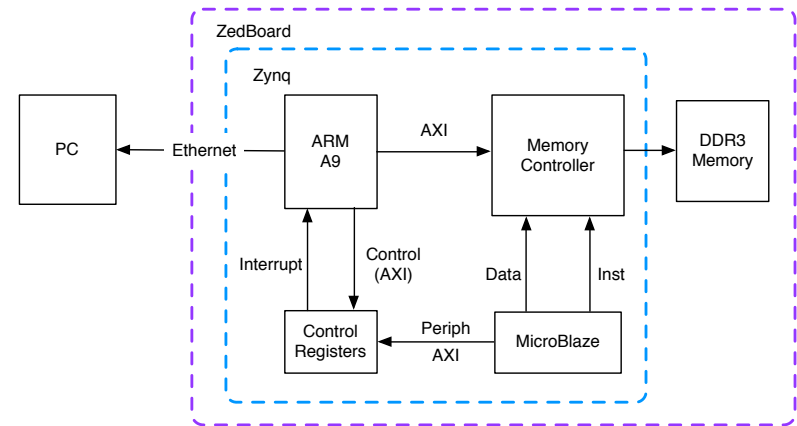 ZedBoard
Zynq
PC
Ethernet
ARM
A9
AXI
Memory
Controller
DDR3
Memory
Interrupt
Control
(AXI)
Data
Inst
Control
Registers
Periph
AXI
MicroBlaze